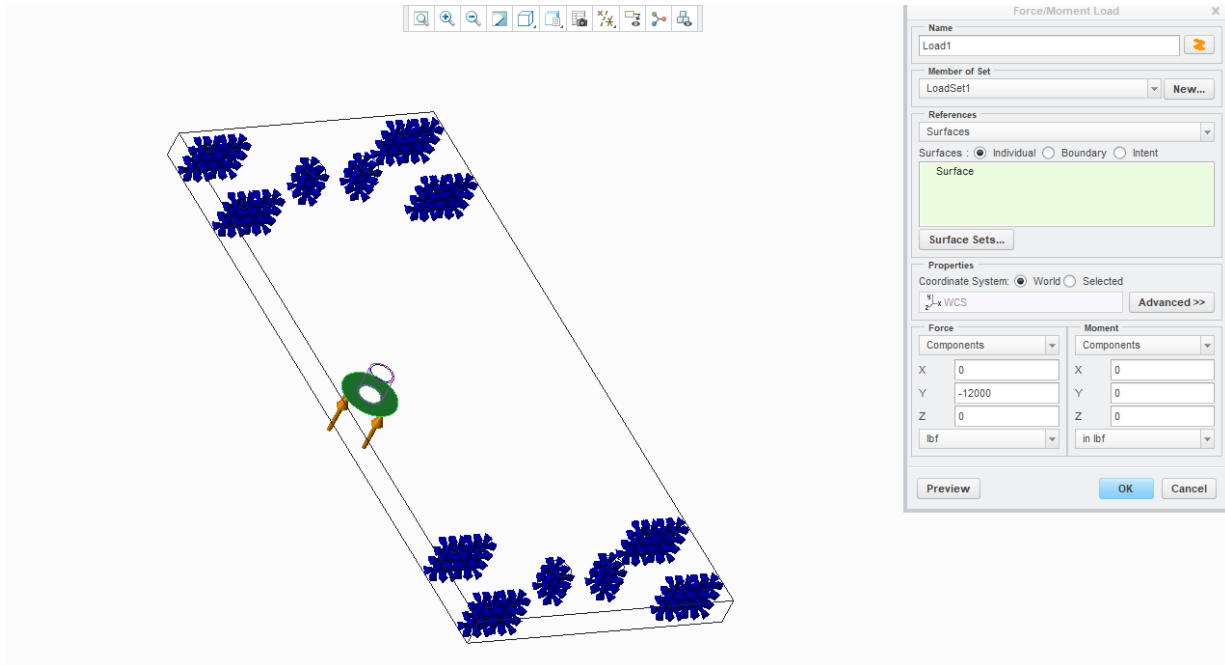 Force/Moment Load X
Name
Load1
Member of Set
LoadSet1 New...
References
Surfaces
Surfaces : Individual Boundary Intent
Surface
Surface Sets...
Properties
Coordinate System: World Selected
y x z WCS Advanced >>
Force Moment
Components Components
X 0 X 0
Y -12000 Y 0
Z 0 Z 0
lbf in lbf
Preview OK Cancel